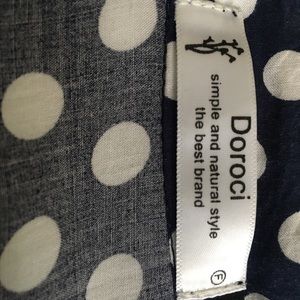 Doroci
simple and natural style
the best brand
F